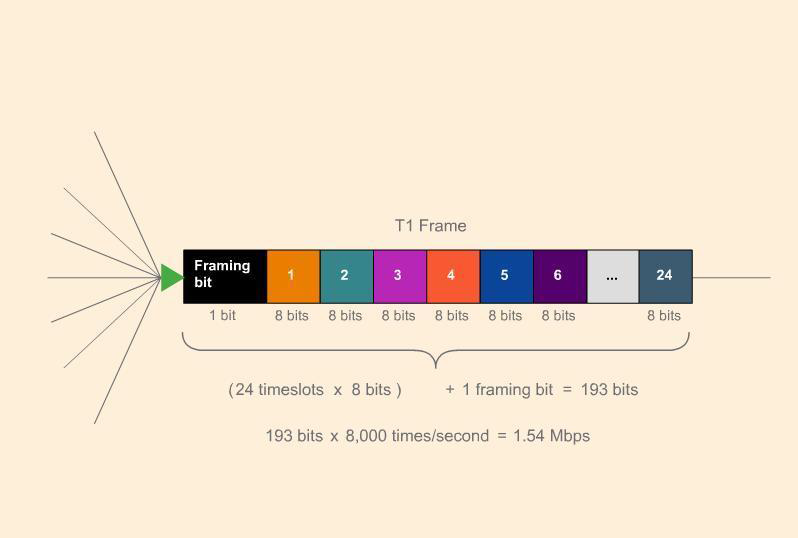 T1 Frame
Framing bit 1 2 3 4 5 6 ... 24
1 bit 8 bits 8 bits 8 bits 8 bits 8 bits 8 bits 8 bits
(24 timeslots x 8 bits ) + 1 framing bit = 193 bits
193 bits x 8,000 times/second = 1.54 Mbps